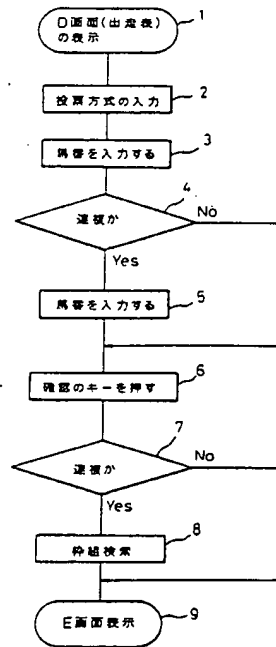 D画面(出走表)
の表示
1
投票方式の入力
2
馬番を入力する
3
連複か
4
No
Yes
馬番を入力する
5
確認のキーを押す
6
連複か
7
No
Yes
枠組検索
8
E画面表示
9